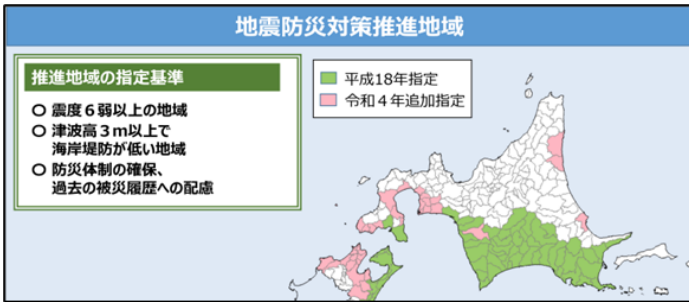 地震防災対策推進地域
推進地域の指定基準
〇 震度６弱以上の地域
〇 津波高３ｍ以上で
海岸堤防が低い地域
〇 防災体制の確保、
過去の被災履歴への配慮
平成18年指定
令和４年追加指定